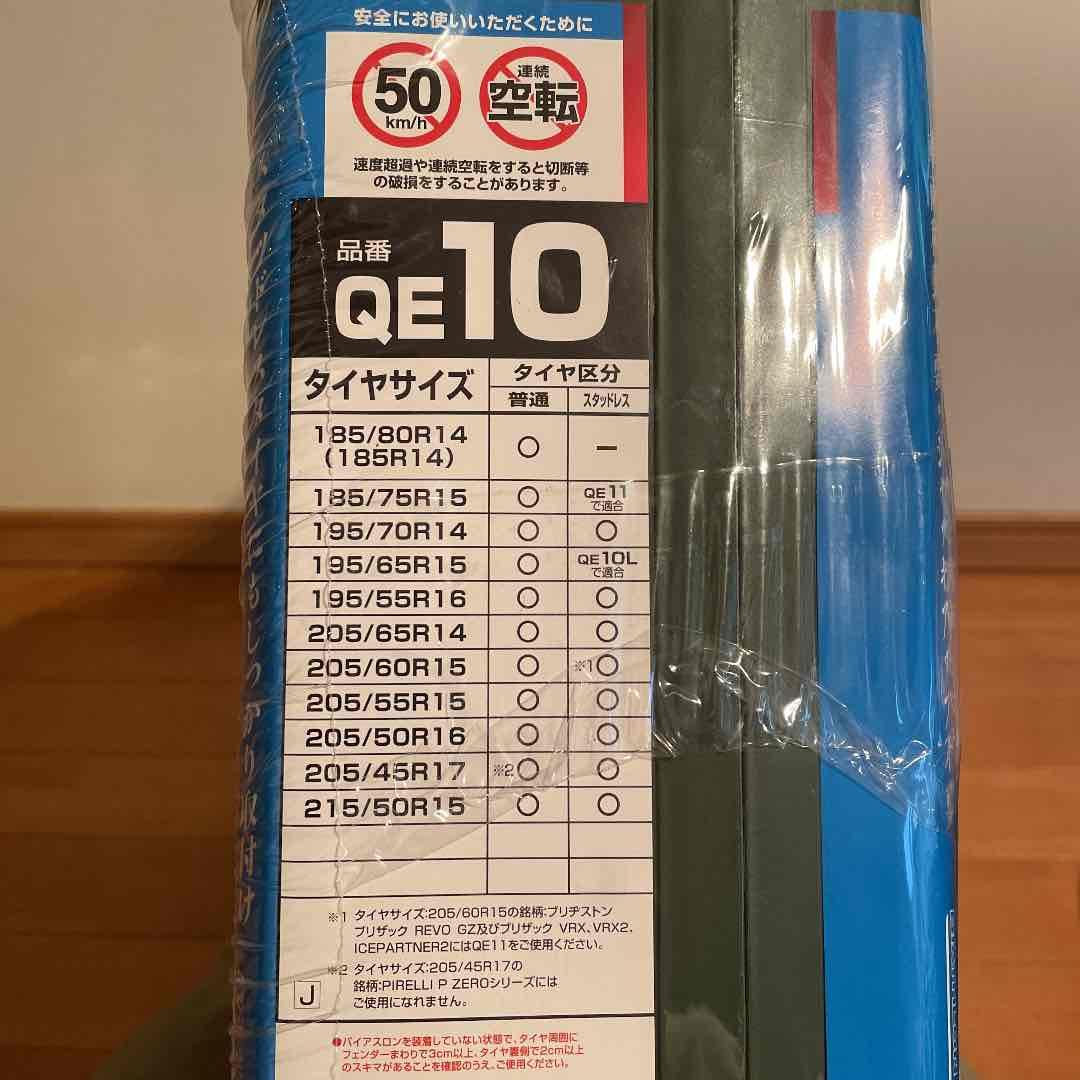 安全にお使いいただくために
50
km/h
連続
空転
速度超過や連続空転をすると切断等
の破損をすることがあります。
品番
QE10
タイヤサイズ
タイヤ区分
普通 スタッドレス
185/80R14
(185R14) ○ ー
185/75R15 ○ QE11
で適合
195/70R14 ○ ○
195/65R15 ○ QE10L
で適合
195/55R16 ○ ○
205/65R14 ○ ○
205/60R15 ○ ※1○
205/55R15 ○ ○
205/50R16 ○ ○
205/45R17 ※2○ ○
215/50R15 ○ ○
※1 タイヤサイズ:205/60R15の銘柄:ブリヂストン
ブリザック REVO GZ及びブリザック VRX、VRX2、
ICEPARTNER2にはQE11をご使用ください。
※2 タイヤサイズ:205/45R17の
銘柄:PIRELLI P ZEROシリーズには
ご使用になれません。
J
●バイアスロンを装着していない状態で、タイヤ周囲に
フェンダーまわりで3cm以上、タイヤ裏側で2cm以上
のスキマがあることを確認のうえ、ご使用ください。
もしっかり取付け